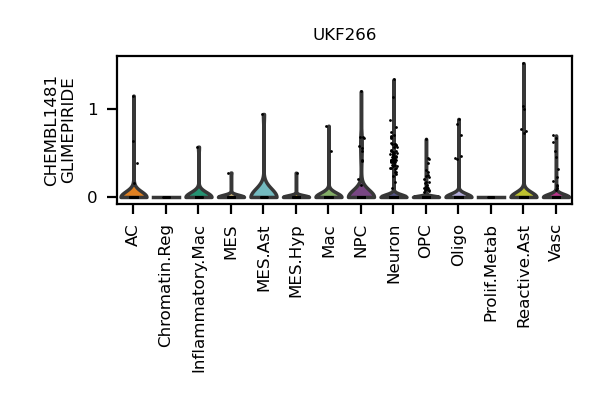 UKF266
CHEMBL1481
GLIMEPIRIDE
1
0
AC
Chromatin.Reg
Inflammatory.Mac
MES
MES.Ast
MES.Hyp
Mac
NPC
Neuron
OPC
Oligo
Prolif.Metab
Reactive.Ast
Vasc